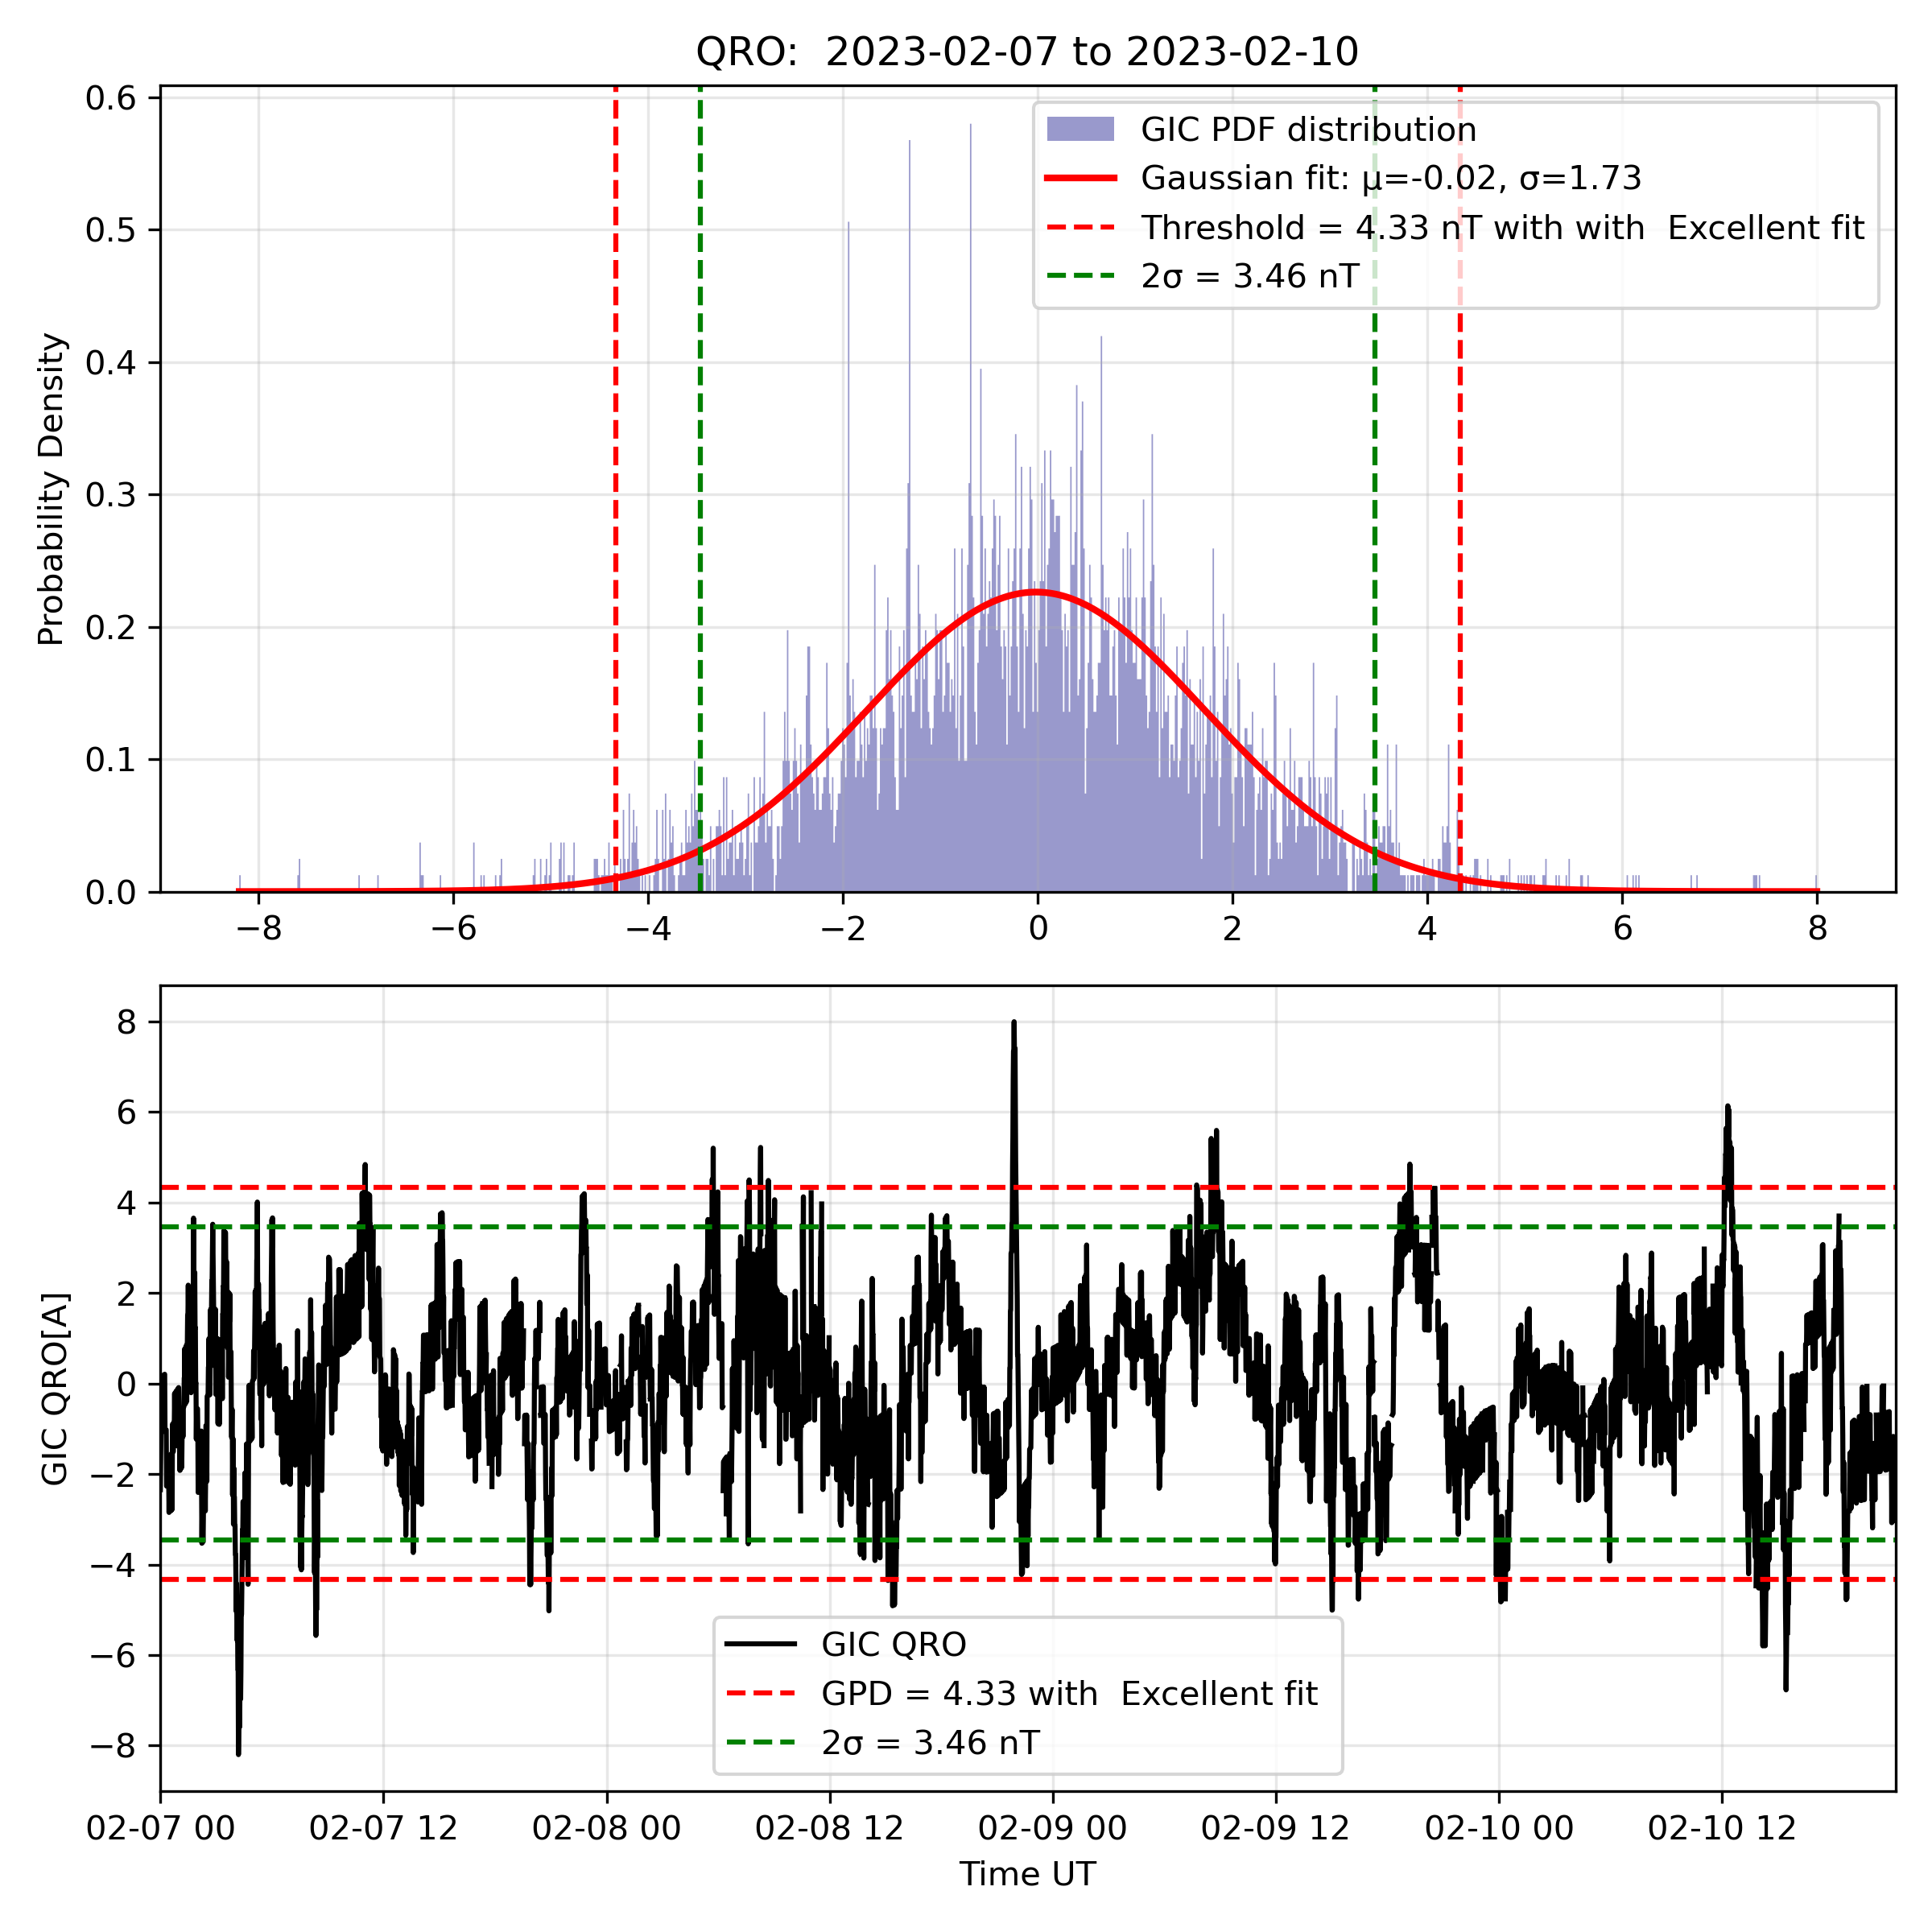 QRO:  2023-02-07 to 2023-02-10
0.6
0.5
0.4
0.3
0.2
0.1
0.0
Probability Density
GIC PDF distribution
Gaussian fit: μ=-0.02, σ=1.73
Threshold = 4.33 nT with with  Excellent fit
2σ = 3.46 nT
−8 −6 −4 −2 0 2 4 6 8
8
6
4
2
0
−2
−4
−6
−8
GIC QRO[A]
GIC QRO
GPD = 4.33 with  Excellent fit
2σ = 3.46 nT
02-07 00 02-07 12 02-08 00 02-08 12 02-09 00 02-09 12 02-10 00 02-10 12
Time UT